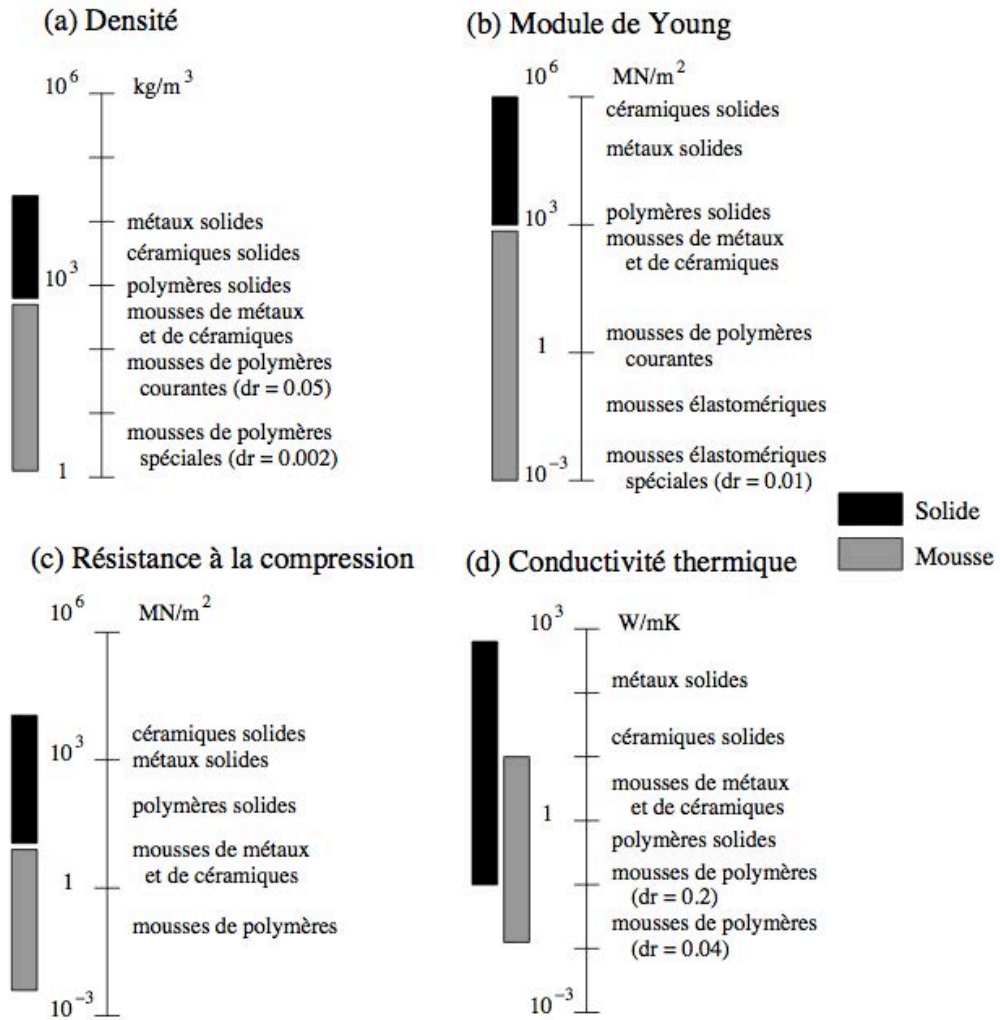 (a) Densité
10^6 kg/m^3
métaux solides
céramiques solides
10^3 polymères solides
mousses de métaux
et de céramiques
mousses de polymères
courantes (dr = 0.05)
mousses de polymères
spéciales (dr = 0.002)
1
(b) Module de Young
10^6 MN/m^2
céramiques solides
métaux solides
10^3 polymères solides
mousses de métaux
et de céramiques
1 mousses de polymères
courantes
mousses élastomériques
mousses élastomériques
10^-3 spéciales (dr = 0.01)
Solide
Mousse
(c) Résistance à la compression
10^6 MN/m^2
céramiques solides
10^3 métaux solides
polymères solides
mousses de métaux
et de céramiques
1
mousses de polymères
10^-3
(d) Conductivité thermique
10^3 W/mK
métaux solides
céramiques solides
mousses de métaux
et de céramiques
1
polymères solides
mousses de polymères
(dr = 0.2)
mousses de polymères
(dr = 0.04)
10^-3